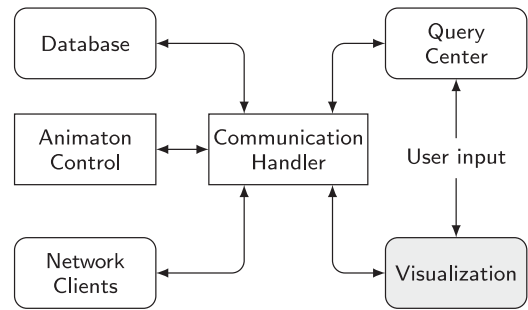 Database
Query
Center
Animaton
Control
Communication
Handler
User input
Network
Clients
Visualization